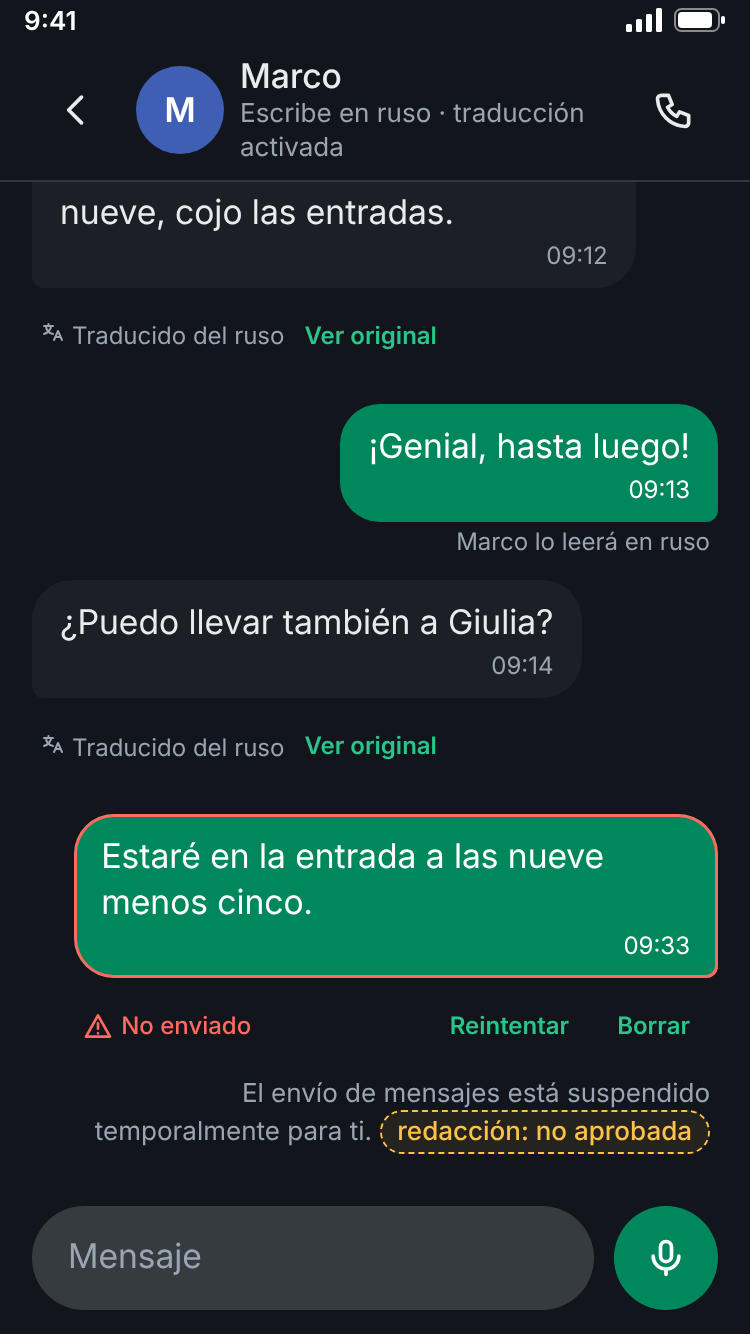 9:41
M
Marco
Escribe en ruso · traducción
activada
nueve, cojo las entradas.
09:12
Traducido del ruso Ver original
¡Genial, hasta luego!
09:13
Marco lo leerá en ruso
¿Puedo llevar también a Giulia?
09:14
Traducido del ruso Ver original
Estaré en la entrada a las nueve
menos cinco.
09:33
No enviado Reintentar Borrar
El envío de mensajes está suspendido
temporalmente para ti. redacción: no aprobada
Mensaje